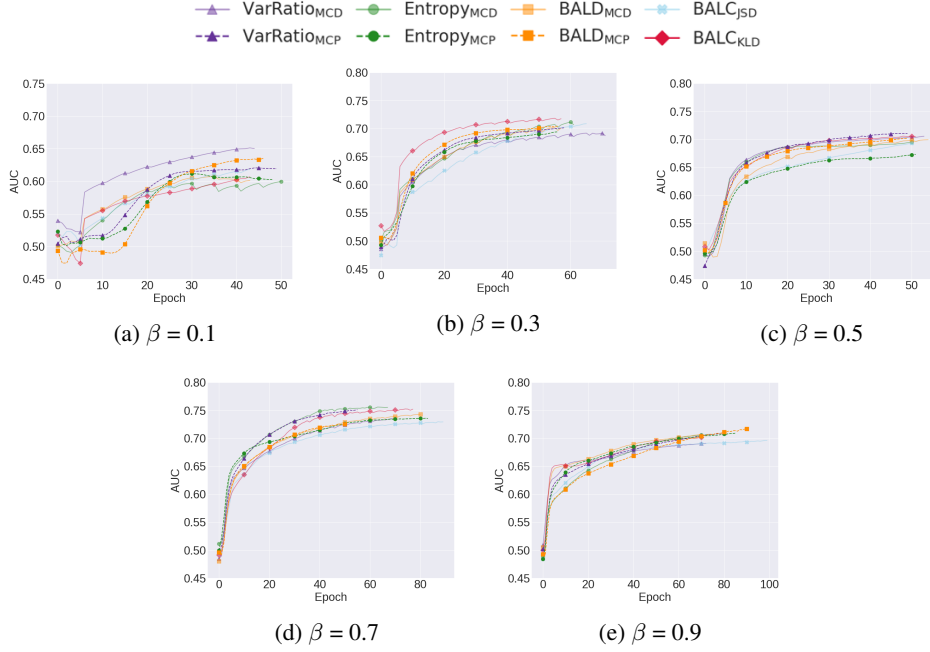 VarRatioMCD EntropyMCD BALDMCD BALCJSD
VarRatioMCP EntropyMCP BALDMCP BALCKLD
0.75
0.70
0.65
0.60
0.55
0.50
0.45
AUC
0 10 20 30 40 50
Epoch
(a) β = 0.1
0.80
0.75
0.70
0.65
0.60
0.55
0.50
0.45
AUC
0 20 40 60
Epoch
(b) β = 0.3
0.80
0.75
0.70
0.65
0.60
0.55
0.50
0.45
AUC
0 10 20 30 40 50
Epoch
(c) β = 0.5
0.80
0.75
0.70
0.65
0.60
0.55
0.50
0.45
AUC
0 20 40 60 80
Epoch
(d) β = 0.7
0.80
0.75
0.70
0.65
0.60
0.55
0.50
0.45
AUC
0 20 40 60 80 100
Epoch
(e) β = 0.9